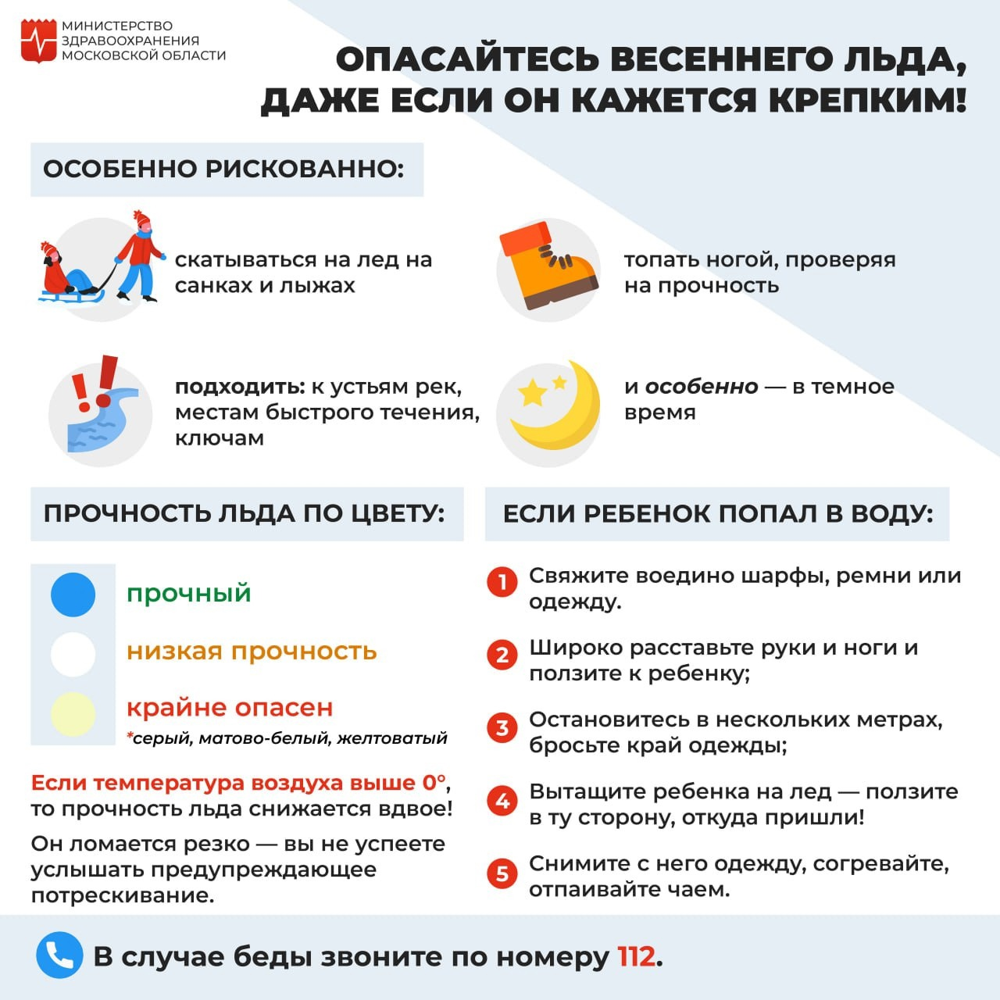 МИНИСТЕРСТВО
ЗДРАВООХРАНЕНИЯ
МОСКОВСКОЙ ОБЛАСТИ
ОПАСАЙТЕСЬ ВЕСЕННЕГО ЛЬДА,
ДАЖЕ ЕСЛИ ОН КАЖЕТСЯ КРЕПКИМ!
ОСОБЕННО РИСКОВАННО:
скатываться на лед на
санках и лыжах
топать ногой, проверяя
на прочность
подходить: к устьям рек,
местам быстрого течения,
ключам
и особенно — в темное
время
ПРОЧНОСТЬ ЛЬДА ПО ЦВЕТУ:
прочный
низкая прочность
крайне опасен
*серый, матово-белый, желтоватый
Если температура воздуха выше 0°,
то прочность льда снижается вдвое!
Он ломается резко — вы не успеете
услышать предупреждающее
потрескивание.
ЕСЛИ РЕБЕНОК ПОПАЛ В ВОДУ:
1 Свяжите воедино шарфы, ремни или
одежду.
2 Широко расставьте руки и ноги и
ползите к ребенку;
3 Остановитесь в нескольких метрах,
бросьте край одежды;
4 Вытащите ребенка на лед — ползите
в ту сторону, откуда пришли!
5 Снимите с него одежду, согревайте,
отпаивайте чаем.
В случае беды звоните по номеру 112.